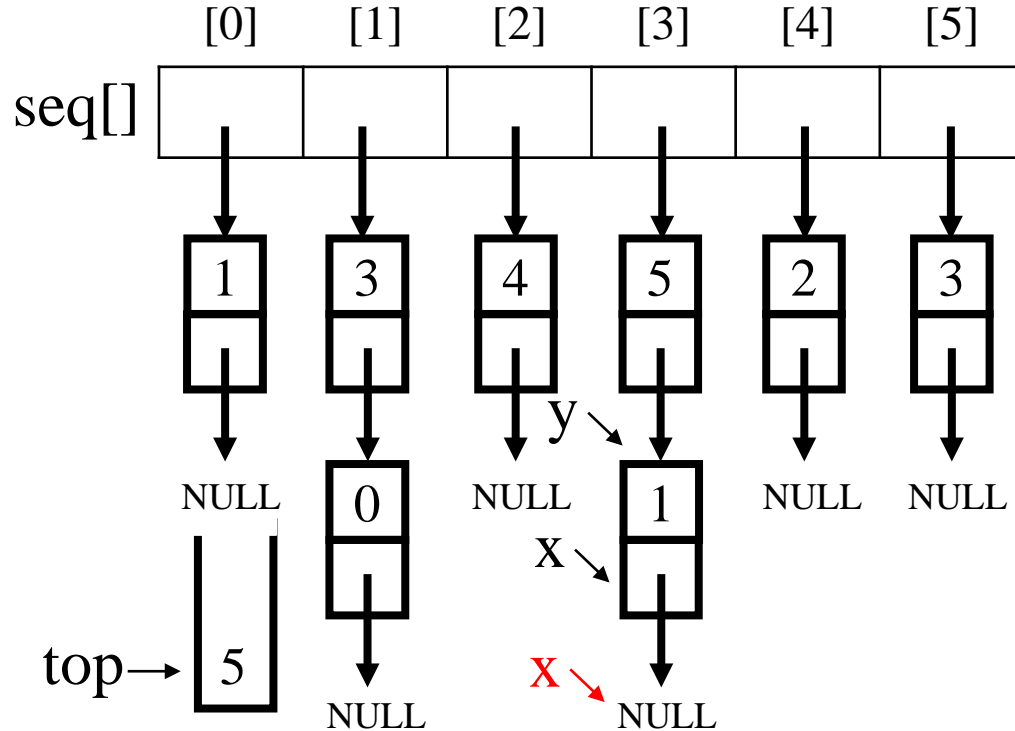 [0] [1] [2] [3] [4] [5]
seq[]
1 3 4 5 2 3
y
NULL NULL NULL NULL
0 1
x
top 5
x
NULL NULL